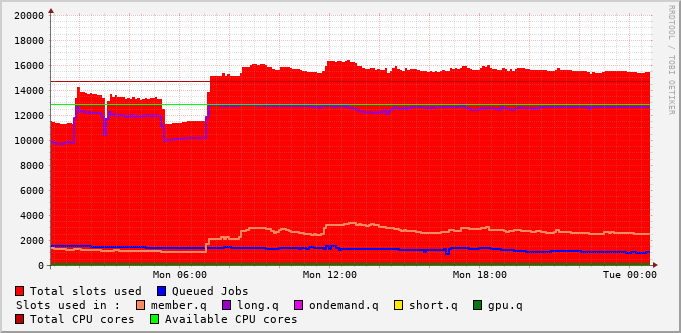 RRDTOOL / TOBI OETIKER
20000
18000
16000
14000
12000
10000
8000
6000
4000
2000
0
Mon 06:00 Mon 12:00 Mon 18:00 Tue 00:00
Total slots used Queued Jobs
Slots used in : member.q long.q ondemand.q short.q gpu.q
Total CPU cores Available CPU cores